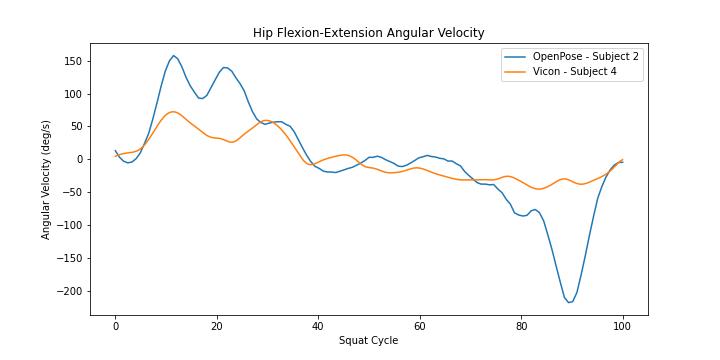 Hip Flexion-Extension Angular Velocity
OpenPose - Subject 2
Vicon - Subject 4
Angular Velocity (deg/s)
150
100
50
0
−50
−100
−150
−200
0 20 40 60 80 100
Squat Cycle